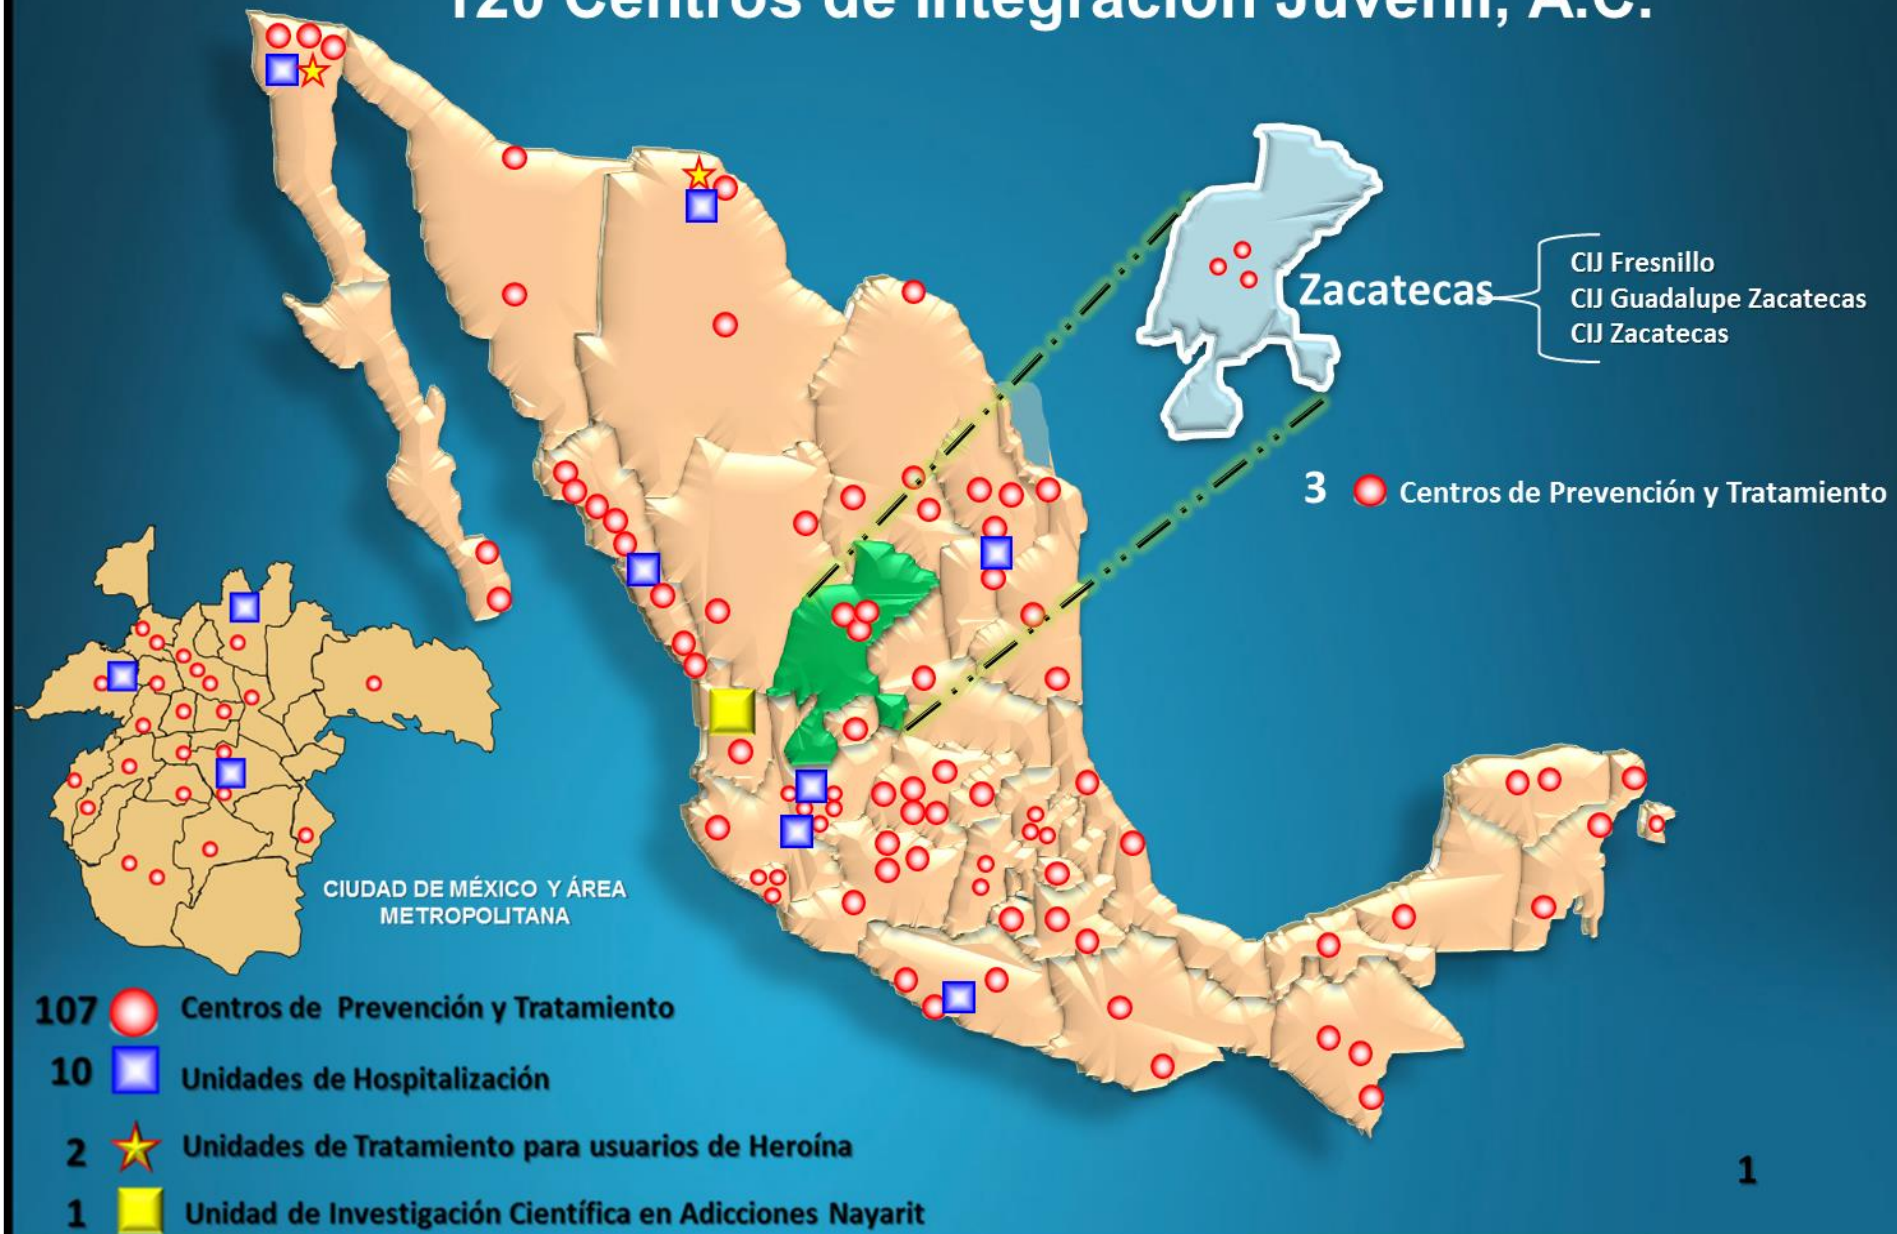 120 Centros de Integración Juvenil, A.C.
Zacatecas
CIJ Fresnillo
CIJ Guadalupe Zacatecas
CIJ Zacatecas
3 Centros de Prevención y Tratamiento
CIUDAD DE MÉXICO Y ÁREA
METROPOLITANA
107 Centros de Prevención y Tratamiento
10 Unidades de Hospitalización
2 Unidades de Tratamiento para usuarios de Heroína
1 Unidad de Investigación Científica en Adicciones Nayarit
1